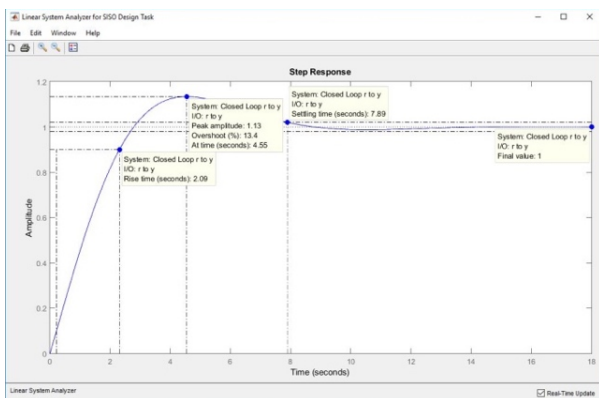 Linear System Analyzer for SISO Design Task
File Edit Window Help
Step Response
System: Closed Loop r to y
I/O: r to y
Peak amplitude: 1.13
Overshoot (%): 13.4
At time (seconds): 4.55
System: Closed Loop r to y
I/O: r to y
Settling time (seconds): 7.89
System: Closed Loop r to y
I/O: r to y
Final value: 1
System: Closed Loop r to y
I/O: r to y
Rise time (seconds): 2.09
Amplitude
1.2
1
0.8
0.6
0.4
0.2
0
0 2 4 6 8 10 12 14 16 18
Time (seconds)
Linear System Analyzer
Real-Time Update